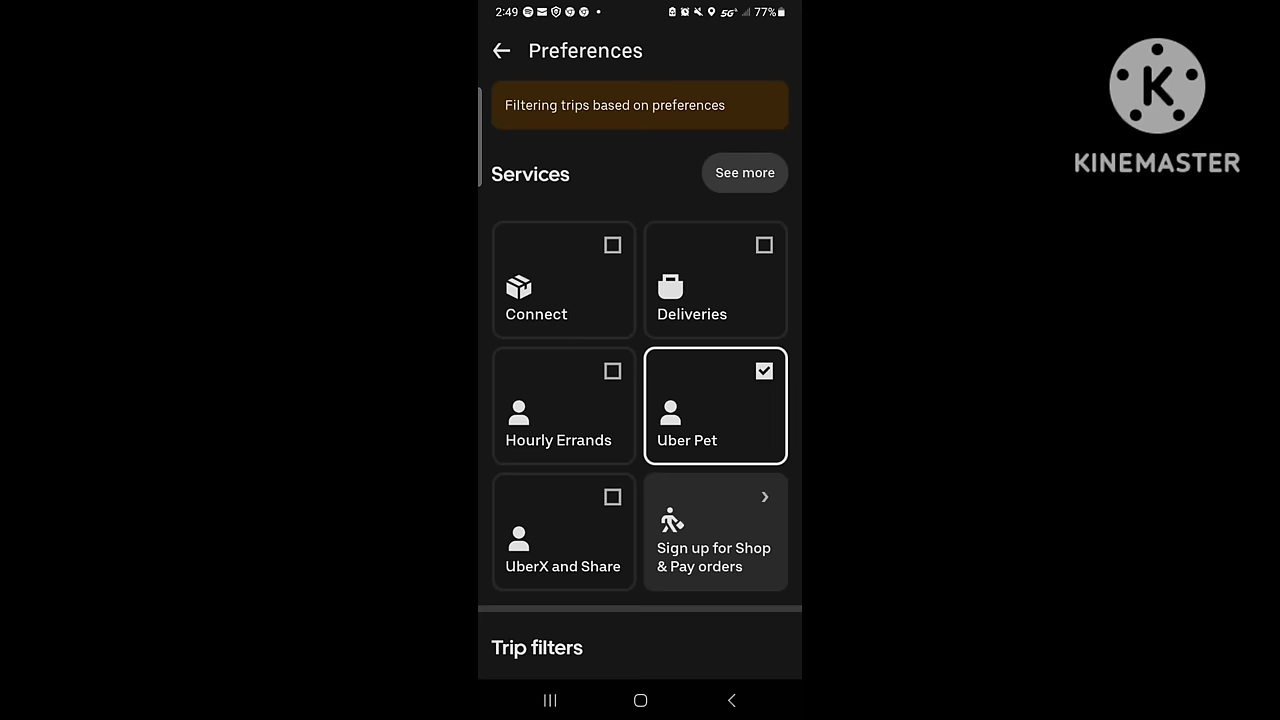 2:49
5G+
77%
Preferences
Filtering trips based on preferences
Services
See more
Connect
Deliveries
Hourly Errands
Uber Pet
UberX and Share
Sign up for Shop
& Pay orders
Trip filters
K
KINEMASTER